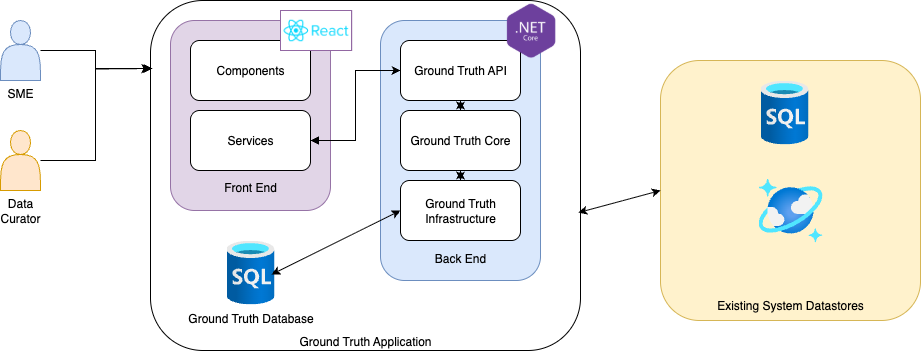 SME
Data
Curator
React
Components
Services
Front End
.NET
Core
Ground Truth API
Ground Truth Core
Ground Truth
Infrastructure
Back End
SQL
Ground Truth Database
Ground Truth Application
SQL
Existing System Datastores